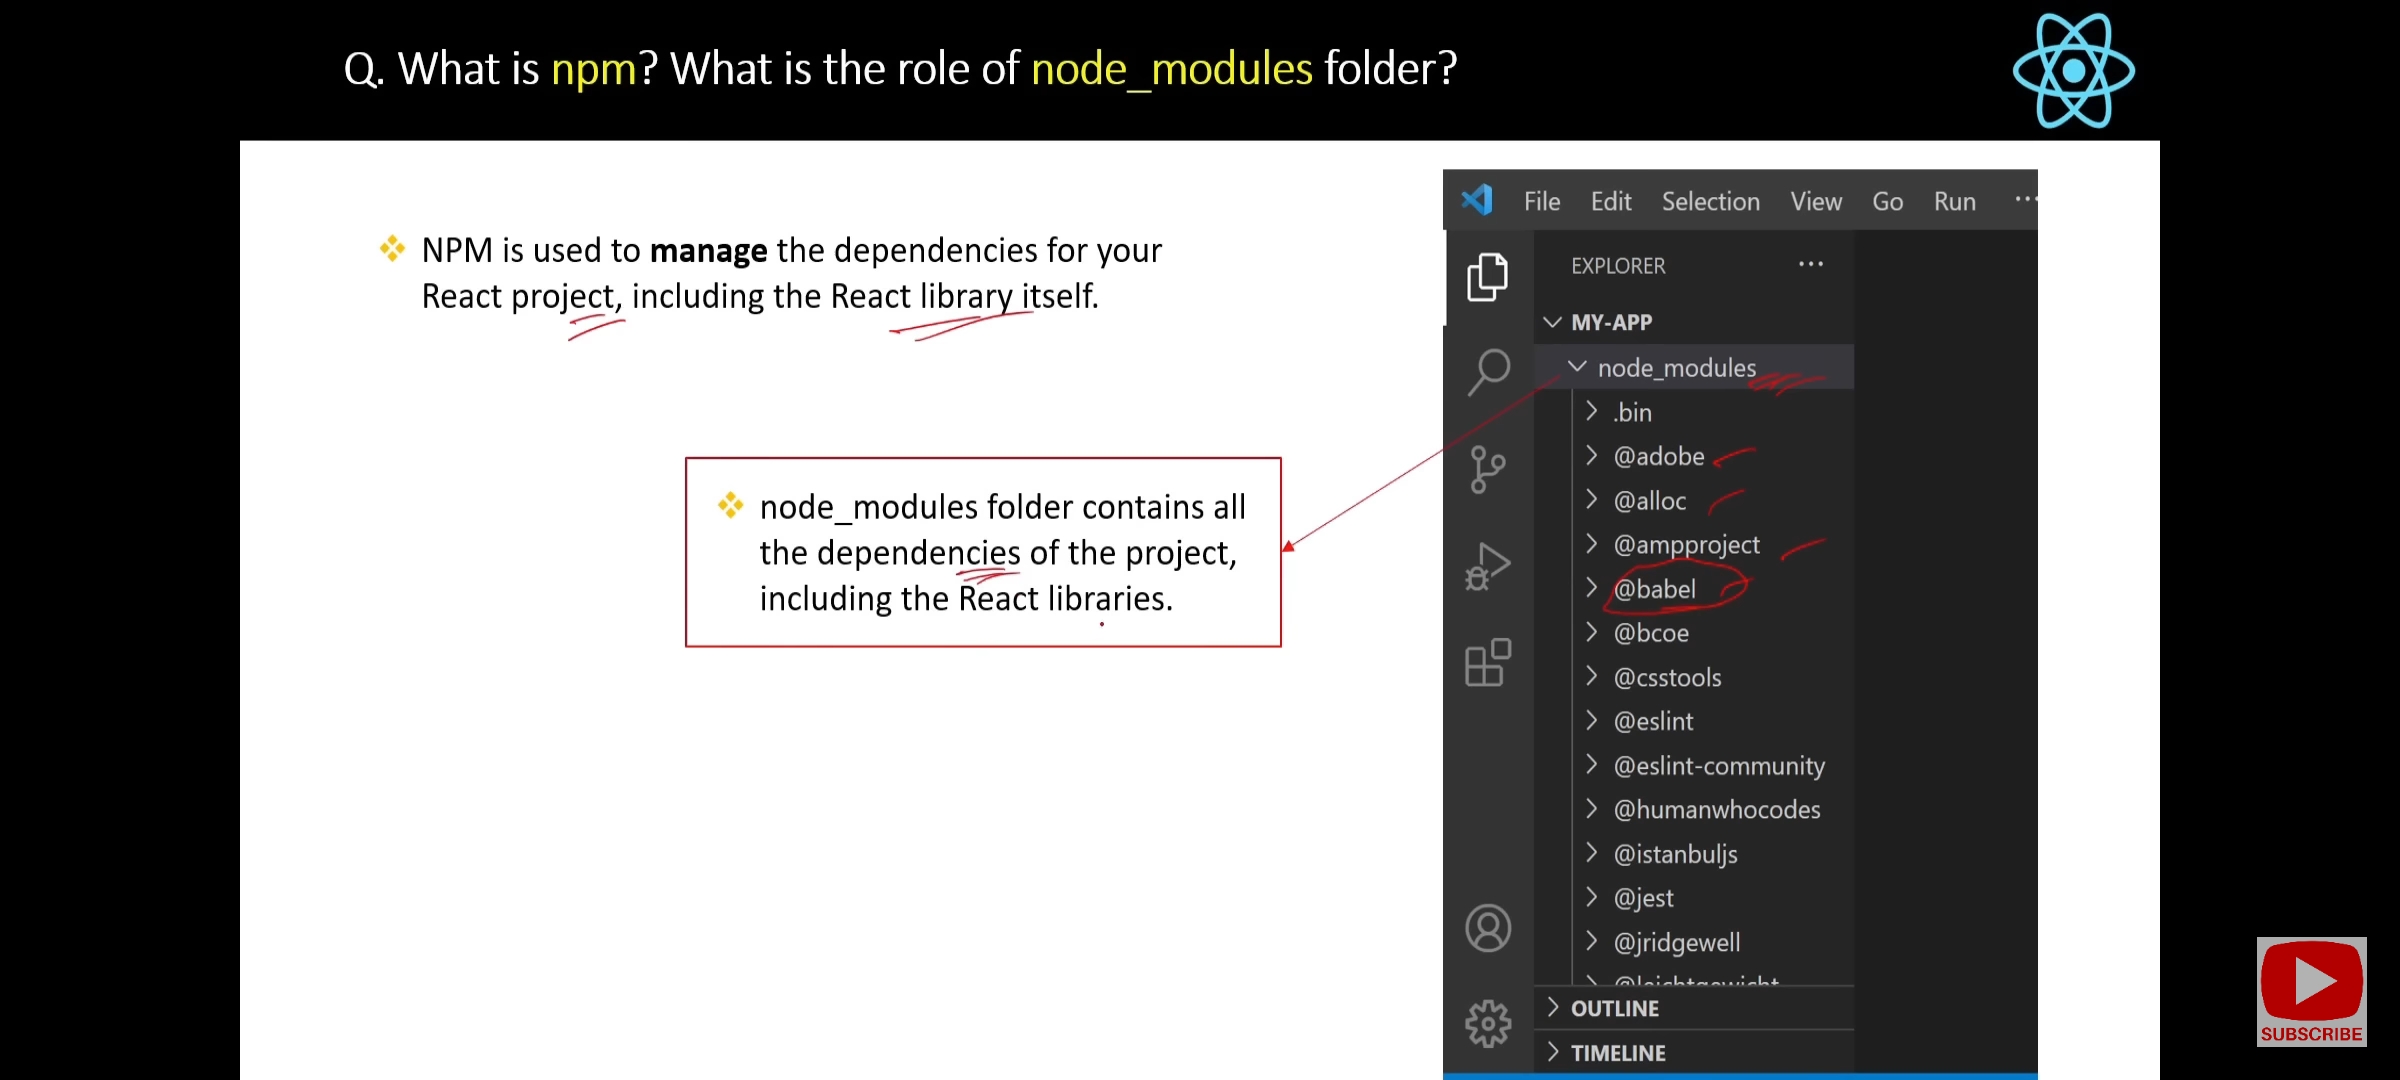 Q. What is npm? What is the role of node_modules folder?
NPM is used to manage the dependencies for your
React project, including the React library itself.
node_modules folder contains all
the dependencies of the project,
including the React libraries.
File Edit Selection View Go Run ...
EXPLORER ...
MY-APP
node_modules
.bin
@adobe
@alloc
@ampproject
@babel
@bcoe
@csstools
@eslint
@eslint-community
@humanwhocodes
@istanbuljs
@jest
@jridgewell
@leichtgewicht
OUTLINE
TIMELINE
SUBSCRIBE